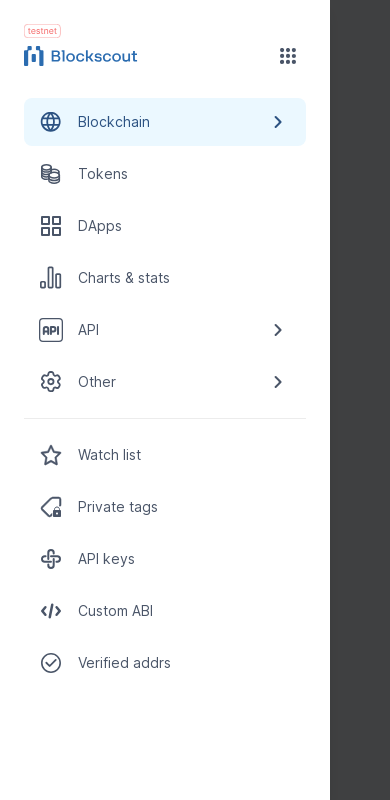 testnet
Blockscout
Blockchain
Tokens
DApps
Charts & stats
API
API
Other
Watch list
Private tags
API keys
Custom ABI
Verified addrs